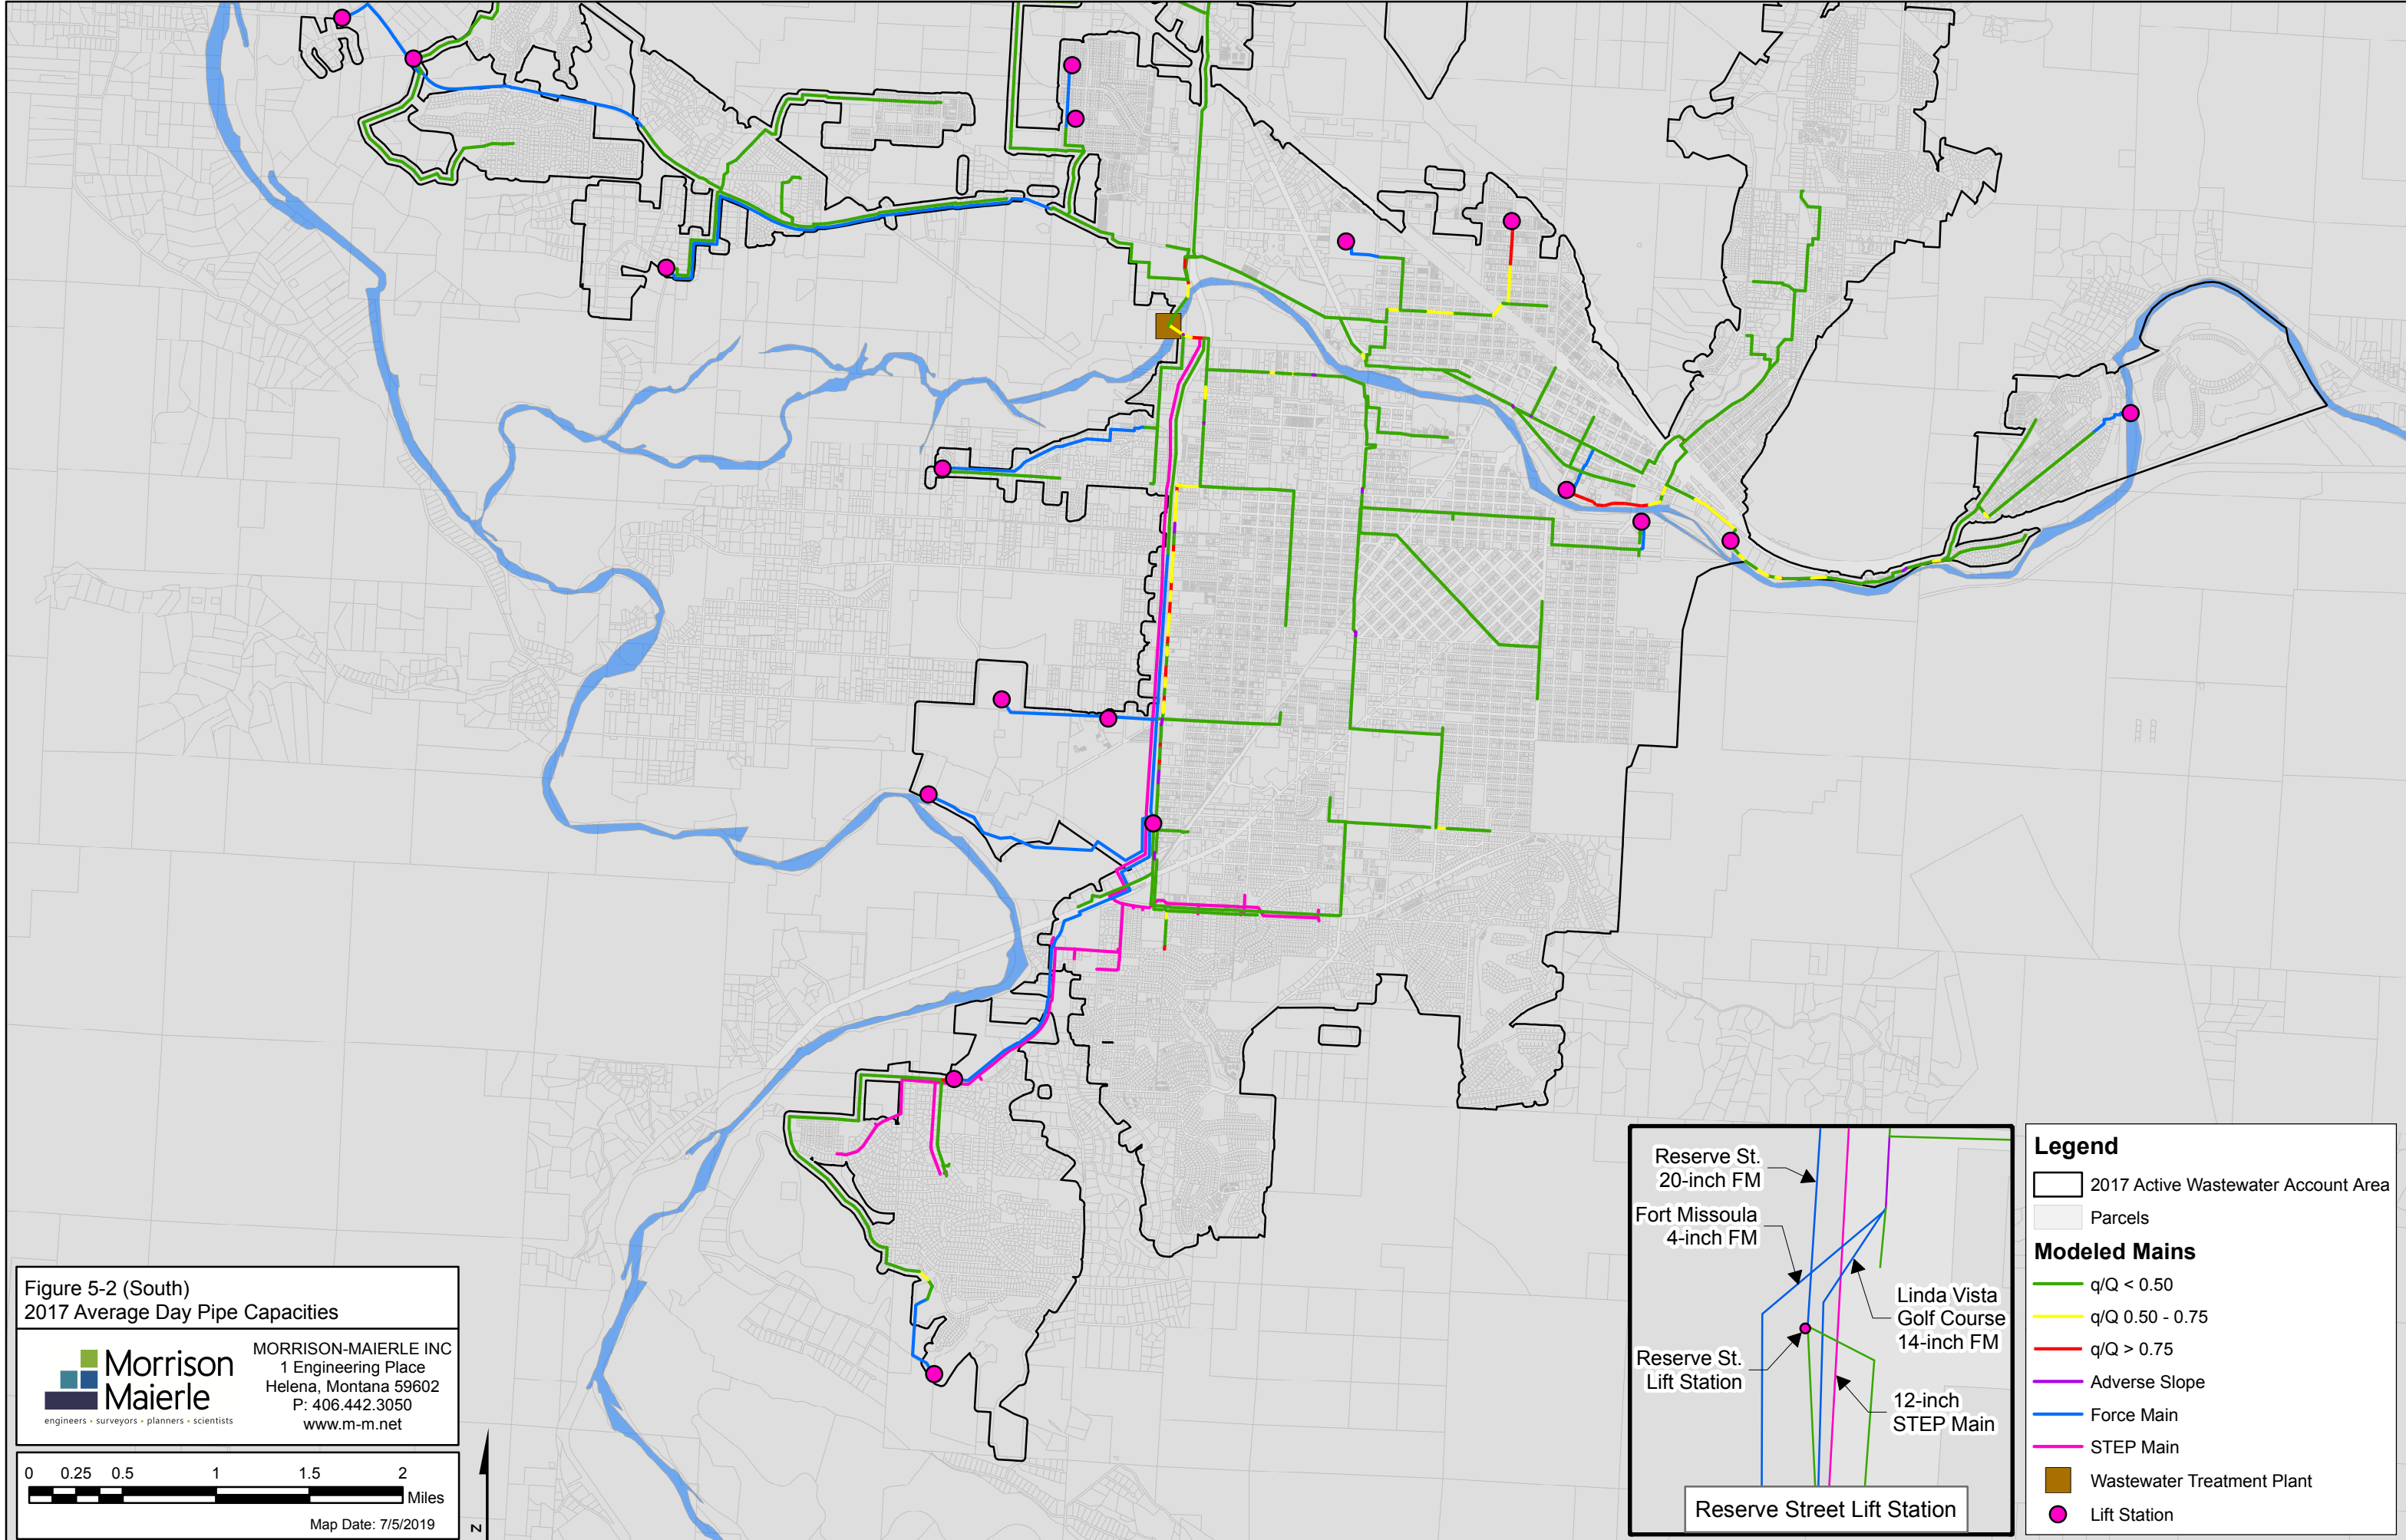 Reserve St.
20-inch FM
Fort Missoula
4-inch FM
Linda Vista
Golf Course
14-inch FM
Reserve St.
Lift Station
12-inch
STEP Main
Reserve Street Lift Station
Legend
2017 Active Wastewater Account Area
Parcels
Modeled Mains
q/Q < 0.50
q/Q 0.50 - 0.75
q/Q > 0.75
Adverse Slope
Force Main
STEP Main
Wastewater Treatment Plant
Lift Station
Figure 5-2 (South)
2017 Average Day Pipe Capacities
Morrison
Maierle
engineers • surveyors • planners • scientists
MORRISON-MAIERLE INC
1 Engineering Place
Helena, Montana 59602
P: 406.442.3050
www.m-m.net
0 0.25 0.5 1 1.5 2
Miles
Map Date: 7/5/2019
N